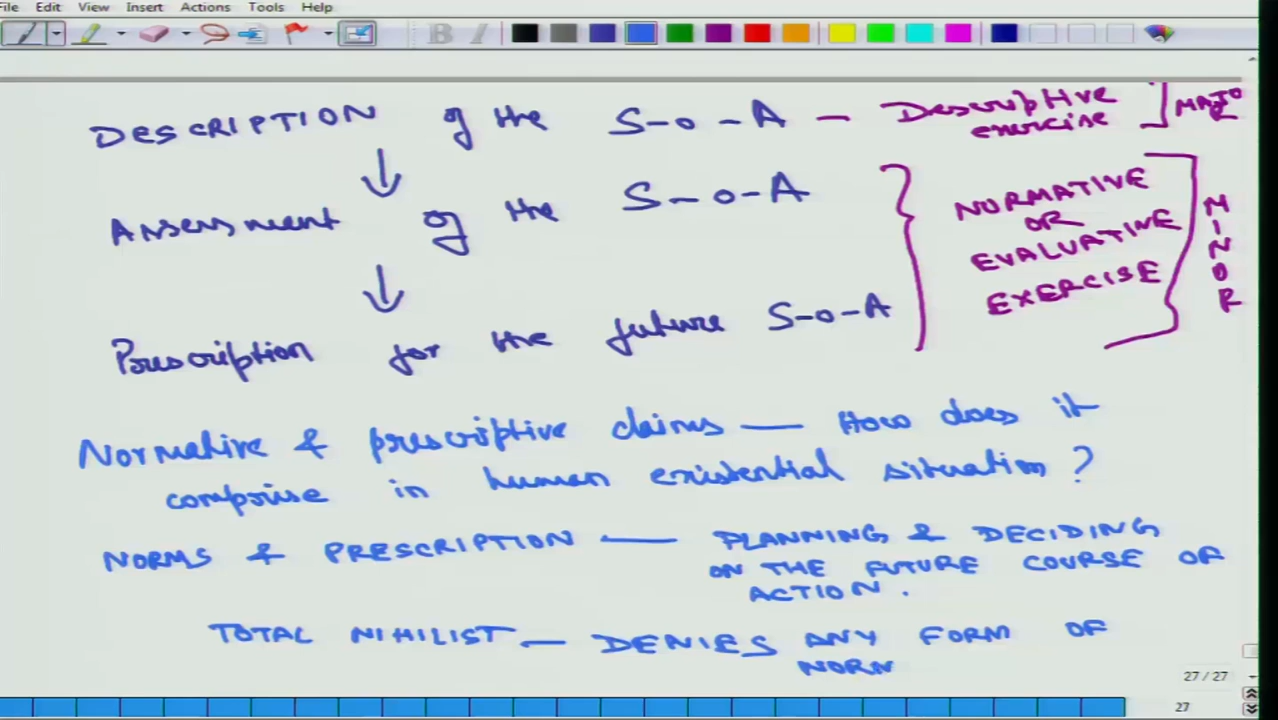 File Edit View Insert Actions Tools Help
DESCRIPTION of the S-O-A — Descriptive exercise ] MAJOR
Assessment of the S-O-A
NORMATIVE
OR
EVALUATIVE
EXERCISE
MINOR
Prescription for the future S-O-A
Normative & prescriptive claims — How does it
comprise in human existential situation?
NORMS & PRESCRIPTION — PLANNING & DECIDING
ON THE FUTURE COURSE OF
ACTION.
TOTAL NIHILIST — DENIES ANY FORM OF
NORM
27 / 27
27